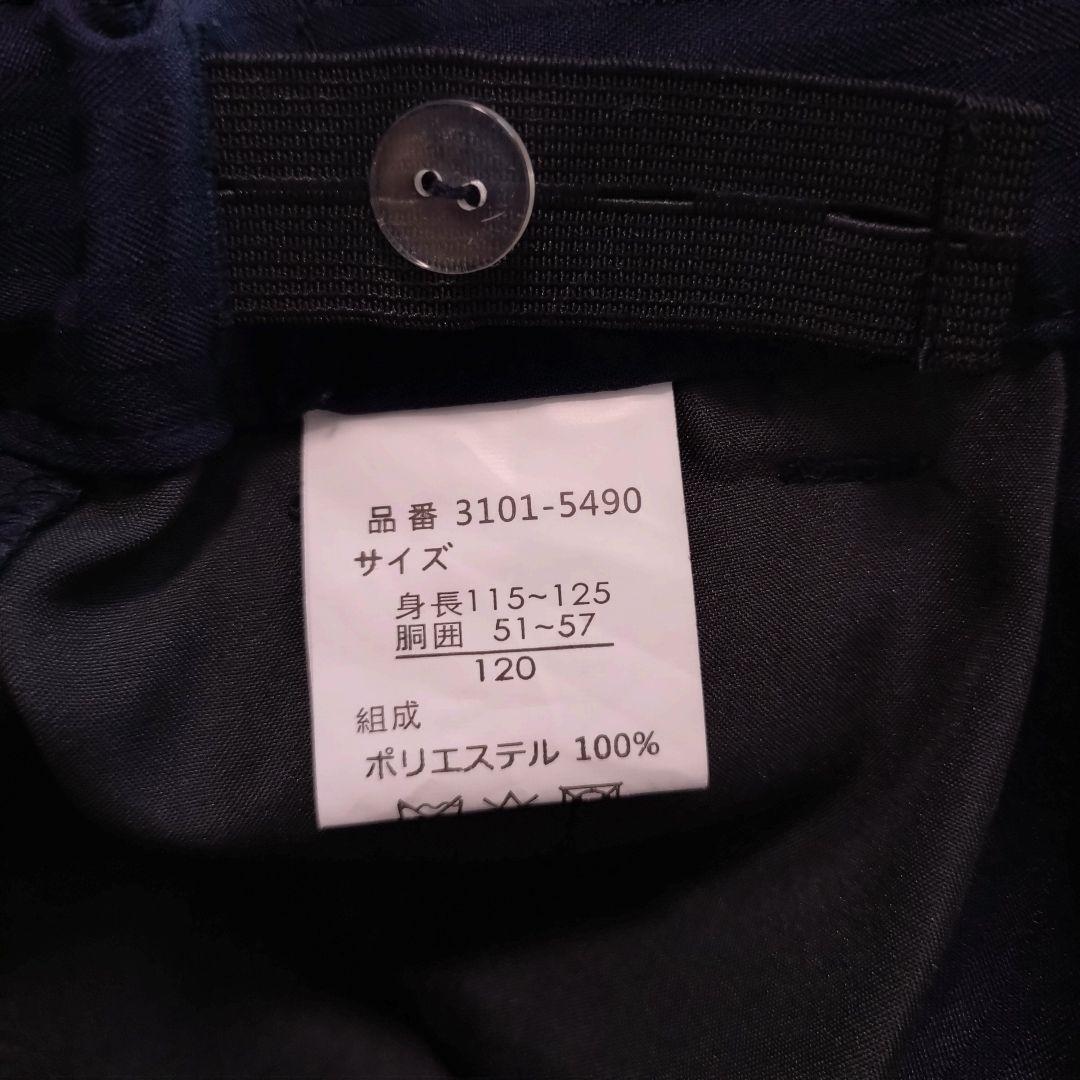 品番 3101-5490
サイズ
身長115~125
胴囲 51~57
120
組成
ポリエステル 100%